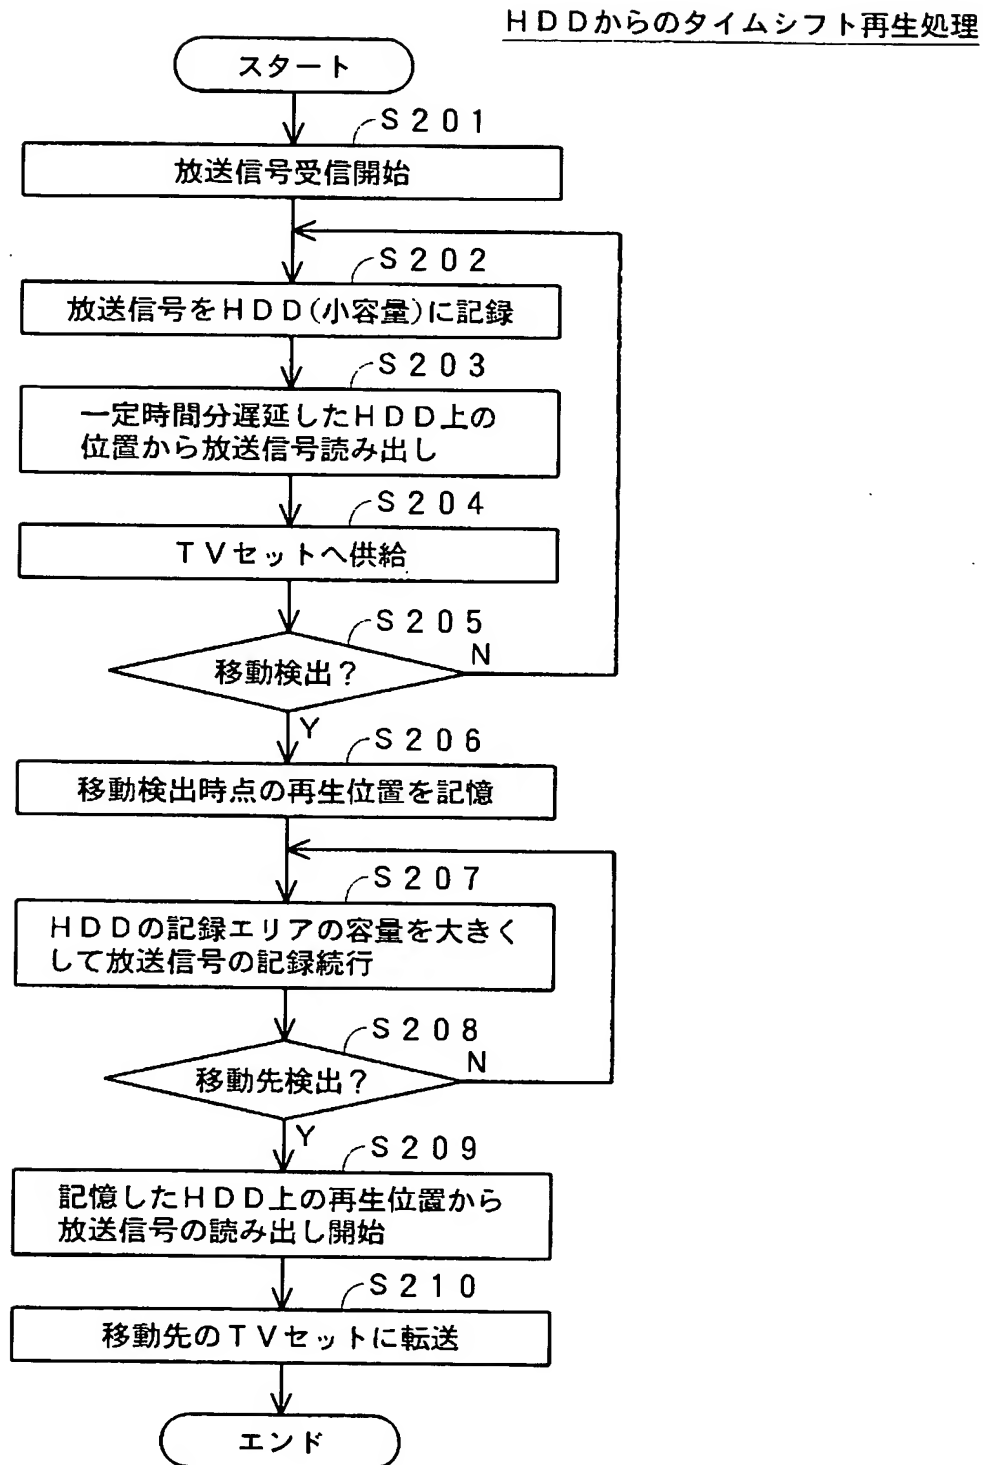 HDDからのタイムシフト再生処理
スタート
S201
放送信号受信開始
S202
放送信号をHDD(小容量)に記録
S203
一定時間分遅延したHDD上の
位置から放送信号読み出し
S204
TVセットへ供給
S205
移動検出?
N
Y
S206
移動検出時点の再生位置を記憶
S207
HDDの記録エリアの容量を大きく
して放送信号の記録続行
S208
移動先検出?
N
Y
S209
記憶したHDD上の再生位置から
放送信号の読み出し開始
S210
移動先のTVセットに転送
エンド